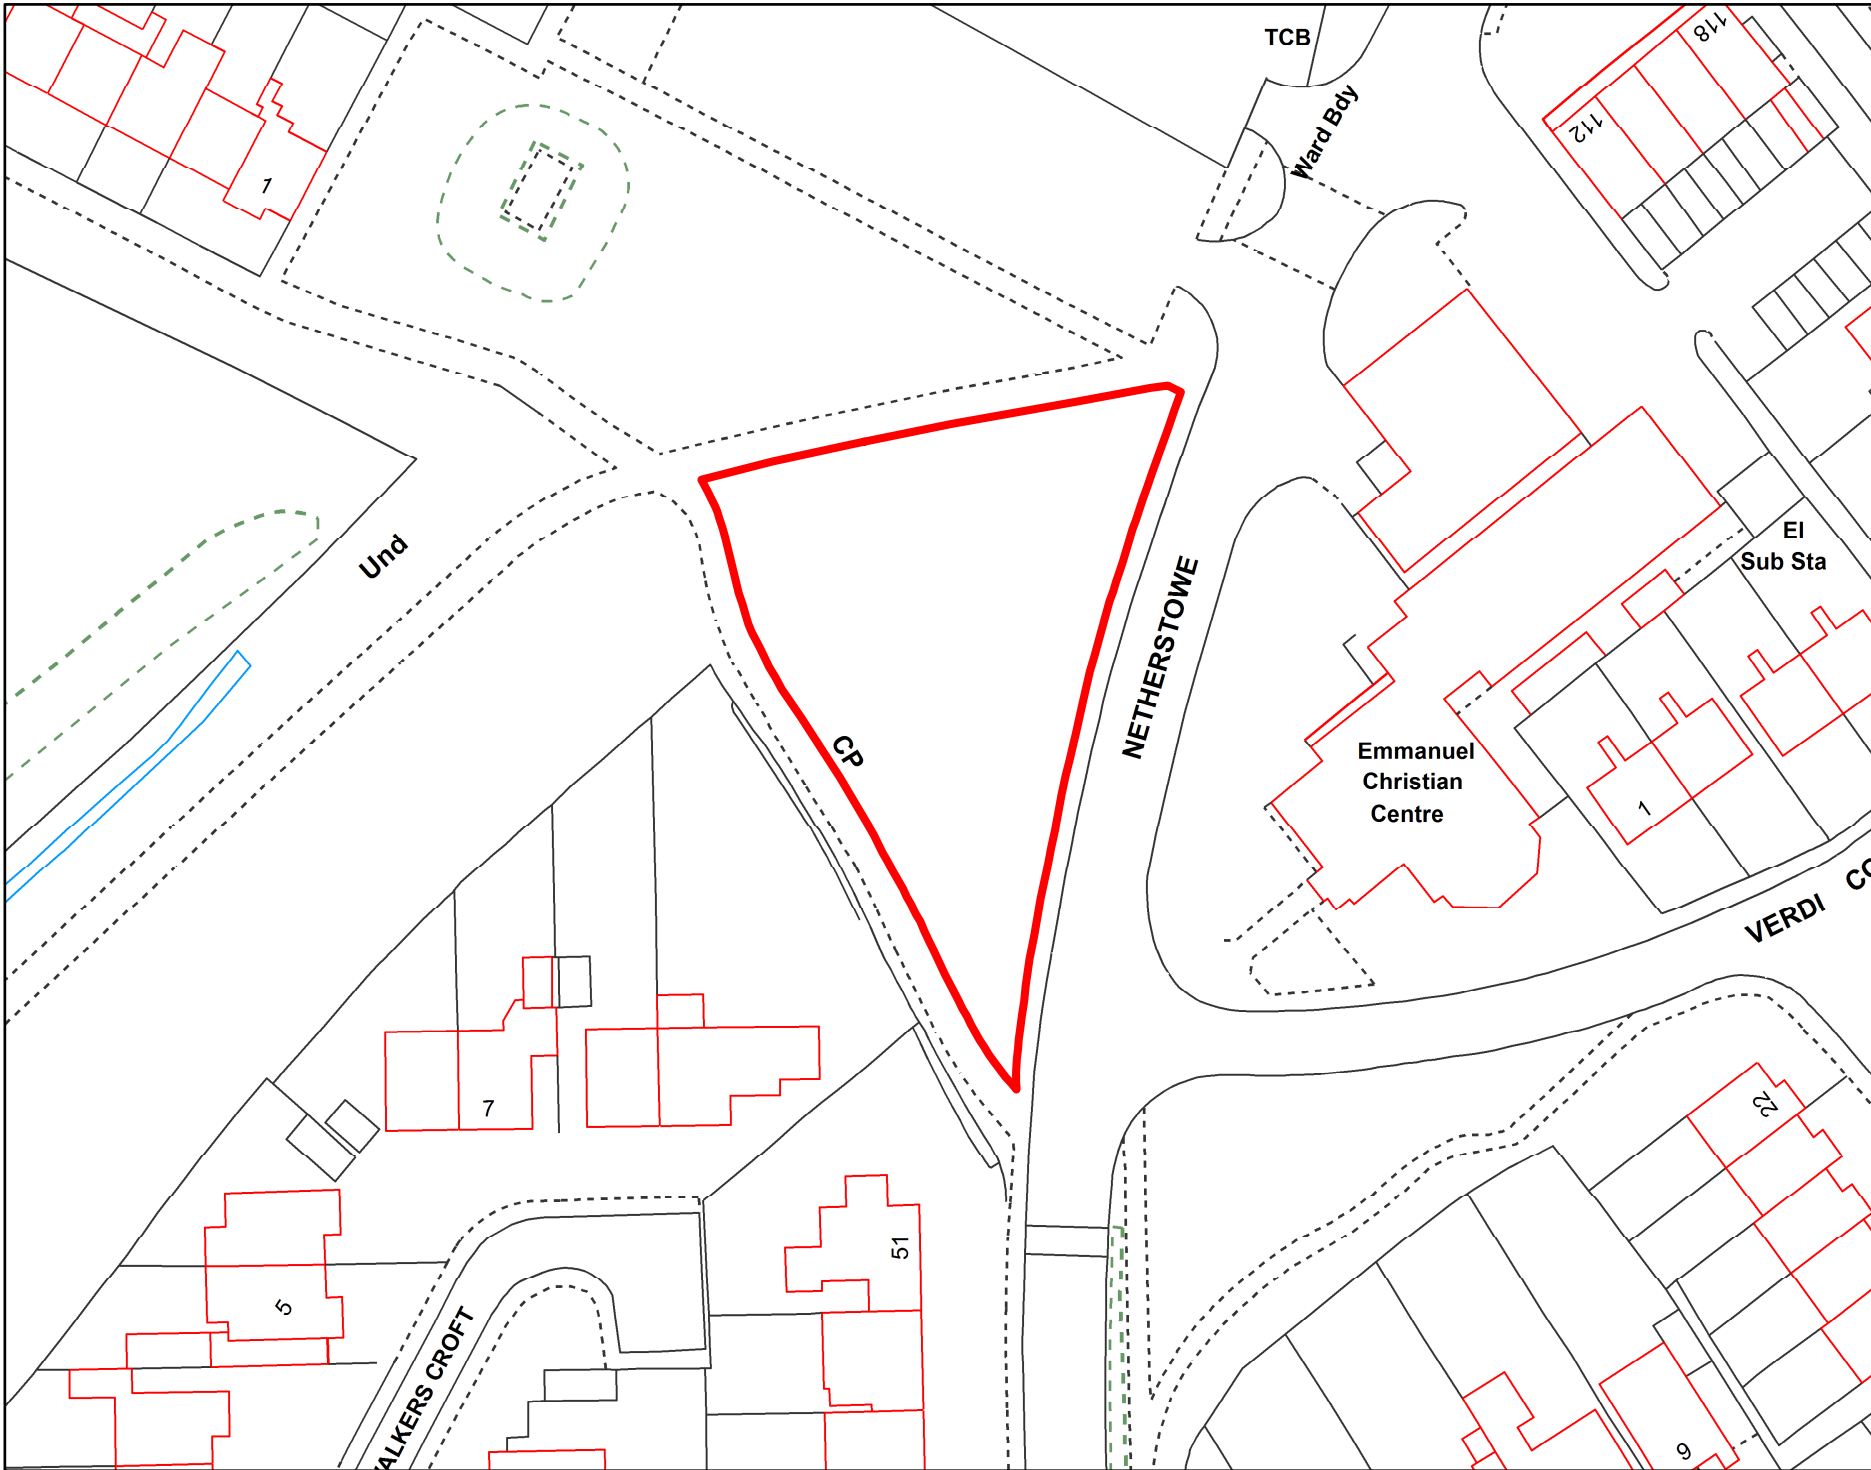 TCB
118
Ward Bdy
112
1
El
Sub Sta
Und
NETHERSTOWE
CP
Emmanuel
Christian
Centre
1
VERDI CO
7
22
51
5
ALKERS CROFT
9